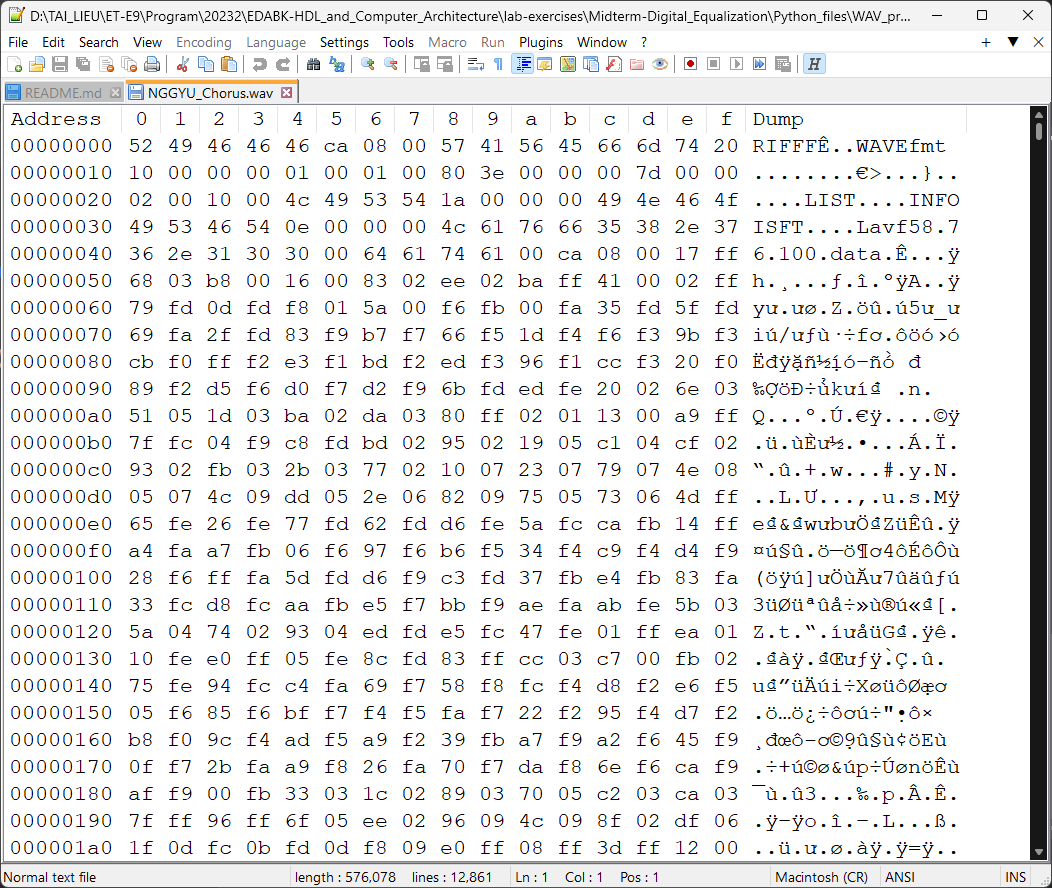 D:\TAI_LIEU\ET-E9\Program\20232\EDABK-HDL_and_Computer_Architecture\lab-exercises\Midterm-Digital_Equalization\Python_files\WAV_pr...
File Edit Search View Encoding Language Settings Tools Macro Run Plugins Window ?
README.md NGGYU_Chorus.wav
Address 0 1 2 3 4 5 6 7 8 9 a b c d e f Dump
00000000 52 49 46 46 46 ca 08 00 57 41 56 45 66 6d 74 20 RIFFFÊ..WAVEfmt
00000010 10 00 00 00 01 00 01 00 80 3e 00 00 00 7d 00 00 ........€>...}..
00000020 02 00 10 00 4c 49 53 54 1a 00 00 00 49 4e 46 4f ....LIST....INFO
00000030 49 53 46 54 0e 00 00 00 4c 61 76 66 35 38 2e 37 ISFT....Lavf58.7
00000040 36 2e 31 30 30 00 64 61 74 61 00 ca 08 00 17 ff 6.100.data.Ê...ÿ
00000050 68 03 b8 00 16 00 83 02 ee 02 ba ff 41 00 02 ff h.¸...ƒ.î.ºÿA..ÿ
00000060 79 fd 0d fd f8 01 5a 00 f6 fb 00 fa 35 fd 5f fd yư.ưø.Z.öû.ú5ư_ư
00000070 69 fa 2f fd 83 f9 b7 f7 66 f5 1d f4 f6 f3 9b f3 iú/ưƒù·÷fơ.ôöó›ó
00000080 cb f0 ff f2 e3 f1 bd f2 ed f3 96 f1 cc f3 20 f0
00000090 89 f2 d5 f6 d0 f7 d2 f9 6b fd ed fe 20 02 6e 03
000000a0 51 05 1d 03 ba 02 da 03 80 ff 02 01 13 00 a9 ff Q...º.Ú.€ÿ....©ÿ
000000b0 7f fc 04 f9 c8 fd bd 02 95 02 19 05 c1 04 cf 02 .ü.ùÈư½.•...Á.Ï.
000000c0 93 02 fb 03 2b 03 77 02 10 07 23 07 79 07 4e 08 “.û.+.w...#.y.N.
000000d0 05 07 4c 09 dd 05 2e 06 82 09 75 05 73 06 4d ff ..L.Ư...‚.u.s.Mÿ
000000e0 65 fe 26 fe 77 fd 62 fd d6 fe 5a fc ca fb 14 ff e₫&₫wưbưÖ₫ZüÊû.ÿ
000000f0 a4 fa a7 fb 06 f6 97 f6 b6 f5 34 f4 c9 f4 d4 f9 ¤ú§û.ö—ö¶ơ4ôÉôÔù
00000100 28 f6 ff fa 5d fd d6 f9 c3 fd 37 fb e4 fb 83 fa (öÿú]ưÖùĂư7ûäûƒú
00000110 33 fc d8 fc aa fb e5 f7 bb f9 ae fa ab fe 5b 03 3üØüªûå÷»ù®ú«₫[.
00000120 5a 04 74 02 93 04 ed fd e5 fc 47 fe 01 ff ea 01 Z.t.“.íưåüG₫.ÿê.
00000130 10 fe e0 ff 05 fe 8c fd 83 ff cc 03 c7 00 fb 02 .₫àÿ.₫Œưƒÿ̀.Ç.û.
00000140 75 fe 94 fc c4 fa 69 f7 58 f8 fc f4 d8 f2 e6 f5
00000150 05 f6 85 f6 bf f7 f4 f5 fa f7 22 f2 95 f4 d7 f2
00000160 b8 f0 9c f4 ad f5 a9 f2 39 fb a7 f9 a2 f6 45 f9
00000170 0f f7 2b fa a9 f8 26 fa 70 f7 da f8 6e f6 ca f9 .÷+ú©ø&úp÷ÚønöÊù
00000180 af f9 00 fb 33 03 1c 02 89 03 70 05 c2 03 ca 03 ¯ù.û3...‰.p.Â.Ê.
00000190 7f ff 96 ff 6f 05 ee 02 96 09 4c 09 8f 02 df 06 .ÿ–ÿo.î.–.L...ß.
000001a0 1f 0d fc 0b fd 0d f8 09 e0 ff 08 ff 3d ff 12 00 ..ü.ư.ø.àÿ.ÿ=ÿ..
Normal text file length : 576,078 lines : 12,861 Ln : 1 Col : 1 Pos : 1 Macintosh (CR) ANSI INS